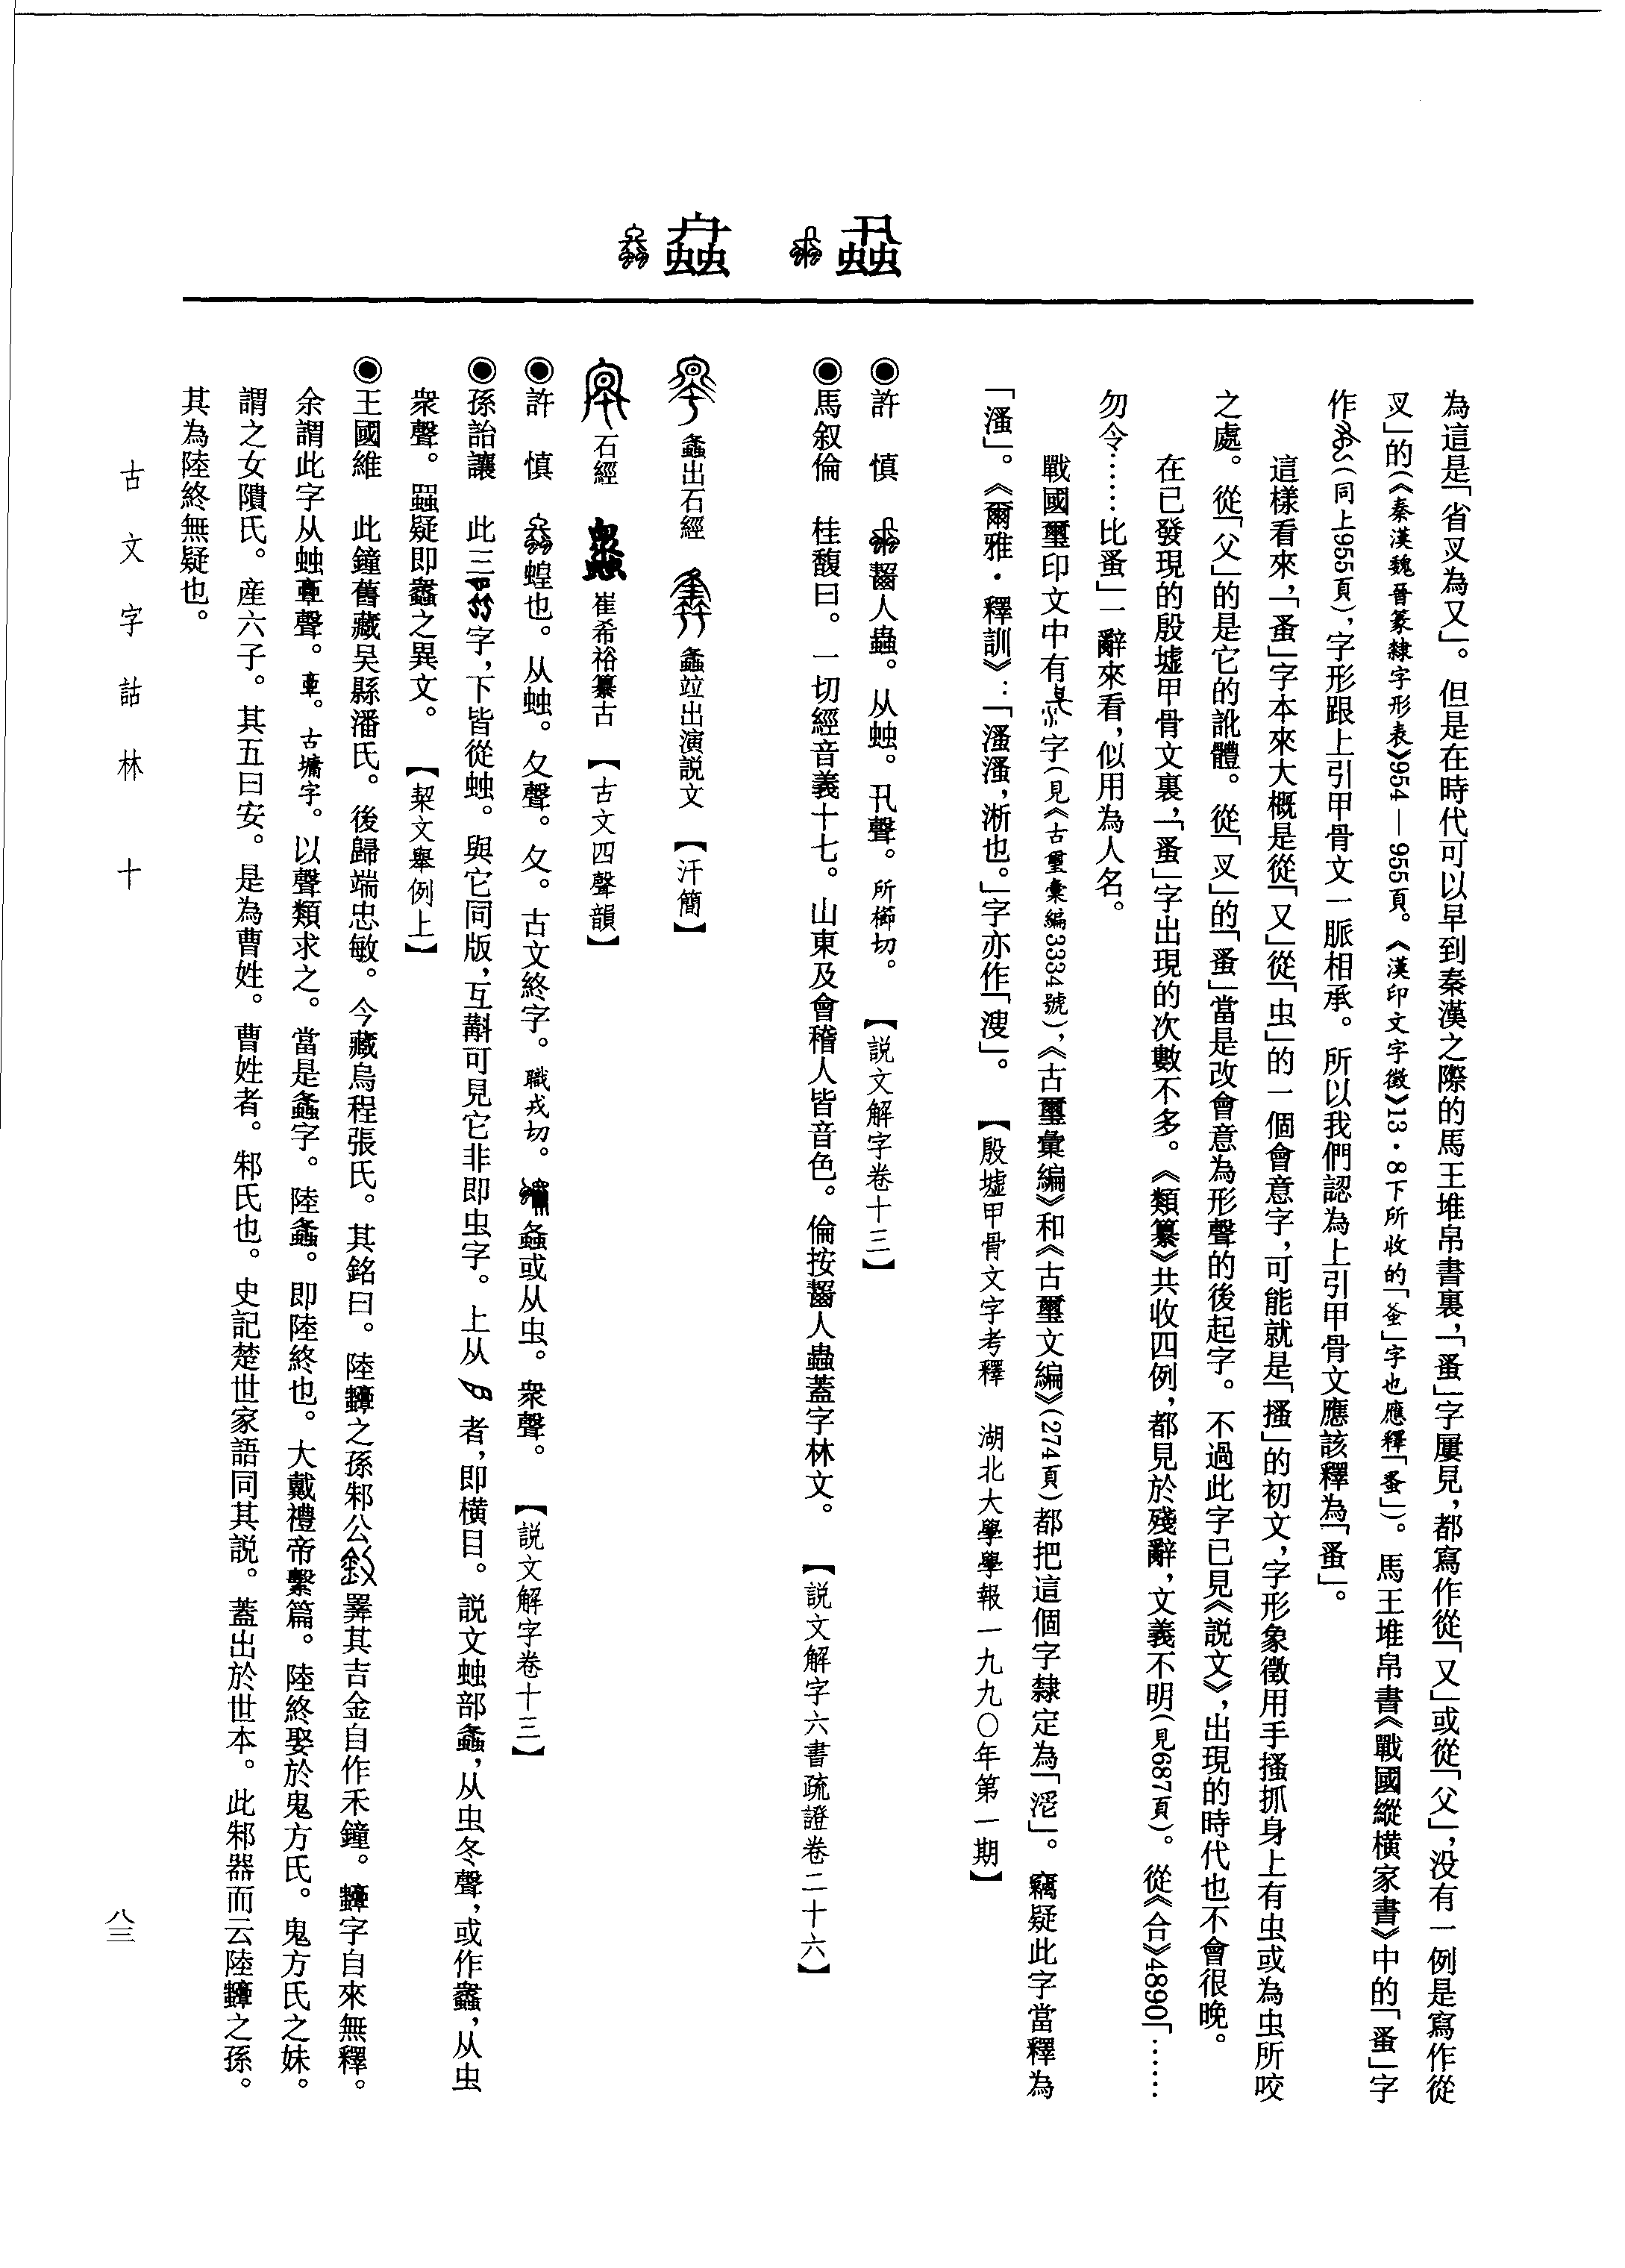 蝨
螽
為這是「省叉為又」。但是在時代可以早到秦漢之際的馬王堆帛書裏，「蚤」字屢見，都寫作從「又」或從「父」，没有一例是寫作從
叉」的（《秦漢魏晉篆隸字形表》954—955頁。《漢印文字徵》13·8下所收的「」字也應釋「蚤」）。馬王堆帛書《戰國縱橫家書》中的「蚤」字
作（同上955頁），字形跟上引甲骨文一脈相承。所以我們認為上引甲骨文應該釋為「蚤」。
這樣看來，「蚤」字本來大概是從「又」從「虫」的一個會意字，可能就是「搔」的初文，字形象徵用手搔抓身上有虫或為虫所咬
之處。從「父」的是它的訛體。從「叉」的「蚤」當是改會意為形聲的後起字。不過此字已見《説文》，出現的時代也不會很晚。
在已發現的殷墟甲骨文裏，「蚤」字出現的次數不多。《類纂》共收四例，都見於殘辭，文義不明（見687頁）。從《合》4890「……
勿令……比蚤」一辭來看，似用為人名。
戰國璽印文中有字（見《古璽彙編3334號），《古璽彙編》和《古璽文編》（274頁）都把這個字隸定為「」。竊疑此字當釋為
「溞」。《爾雅·釋訓》：「溞溞，淅也。」字亦作「溲」。 【殷墟甲骨文字考釋 湖北大學學報一九九〇年第一期】
◉許 慎 齧人蟲。从䖵。卂聲。所櫛切。 【説文解字卷十三】
◉馬叙倫 桂馥曰。一切經音義十七。山東及會稽人皆音色。倫按齧人蟲蓋字林文。 【説文解字六書疏證卷二十六】
螽出石經 螽竝出演説文 【汗簡】
石經 崔希裕纂古 【古文四聲韻】
◉許 慎 蝗也。从䖵。夂聲。夂。古文終字。職戎切。螽或从虫。衆聲。 【説文解字卷十三】
◉孫詒讓 此三字，下皆從䖵。與它同版，互斠可見它非即虫字。上从者，即橫目。説文䖵部螽，从虫冬聲，或作蠡，从虫
衆聲。疑即螽之異文。 【栔文舉例上】
◉王國維 此鐘舊藏吴縣潘氏。後歸端忠敏。今藏烏程張氏。其銘曰。陸之孫邾公羃其吉金自作禾鐘。字自來無釋。
余謂此字从䖵聲。。古墉字。以聲類求之。當是螽字。陸螽。即陸終也。大戴禮帝繫篇。陸終娶於鬼方氏。鬼方氏之妹。
謂之女隤氏。産六子。其五曰安。是為曹姓。曹姓者。邾氏也。史記楚世家語同其説。蓋出於世本。此邾器而云陸之孫。
其為陸終無疑也。
古文字詁林 十
八三